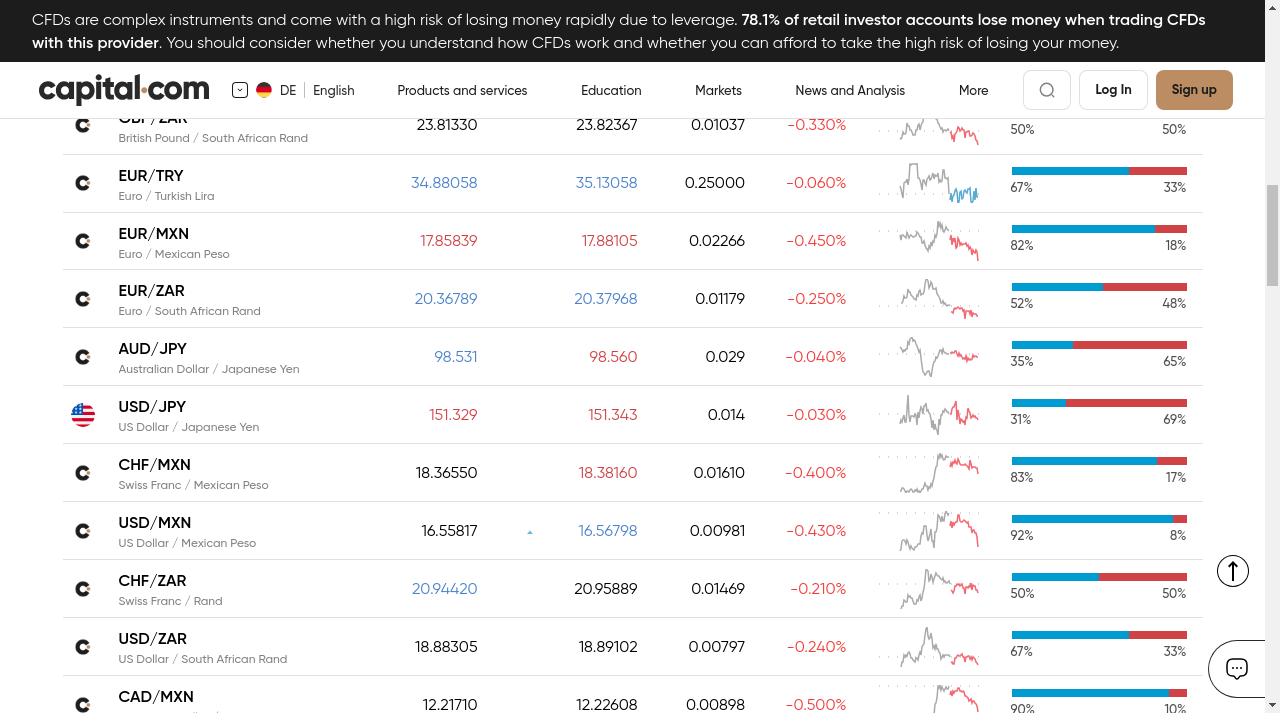 CFDs are complex instruments and come with a high risk of losing money rapidly due to leverage. 78.1% of retail investor accounts lose money when trading CFDs
with this provider. You should consider whether you understand how CFDs work and whether you can afford to take the high risk of losing your money.
capital.com DE English Products and services Education Markets News and Analysis More Log In Sign up
GBP/ZAR 23.81330 23.82367 0.01037 -0.330% 50% 50%
British Pound / South African Rand
EUR/TRY 34.88058 35.13058 0.25000 -0.060% 67% 33%
Euro / Turkish Lira
EUR/MXN 17.85839 17.88105 0.02266 -0.450% 82% 18%
Euro / Mexican Peso
EUR/ZAR 20.36789 20.37968 0.01179 -0.250% 52% 48%
Euro / South African Rand
AUD/JPY 98.531 98.560 0.029 -0.040% 35% 65%
Australian Dollar / Japanese Yen
USD/JPY 151.329 151.343 0.014 -0.030% 31% 69%
US Dollar / Japanese Yen
CHF/MXN 18.36550 18.38160 0.01610 -0.400% 83% 17%
Swiss Franc / Mexican Peso
USD/MXN 16.55817 16.56798 0.00981 -0.430% 92% 8%
US Dollar / Mexican Peso
CHF/ZAR 20.94420 20.95889 0.01469 -0.210% 50% 50%
Swiss Franc / Rand
USD/ZAR 18.88305 18.89102 0.00797 -0.240% 67% 33%
US Dollar / South African Rand
CAD/MXN 12.21710 12.22608 0.00898 -0.500% 90% 10%